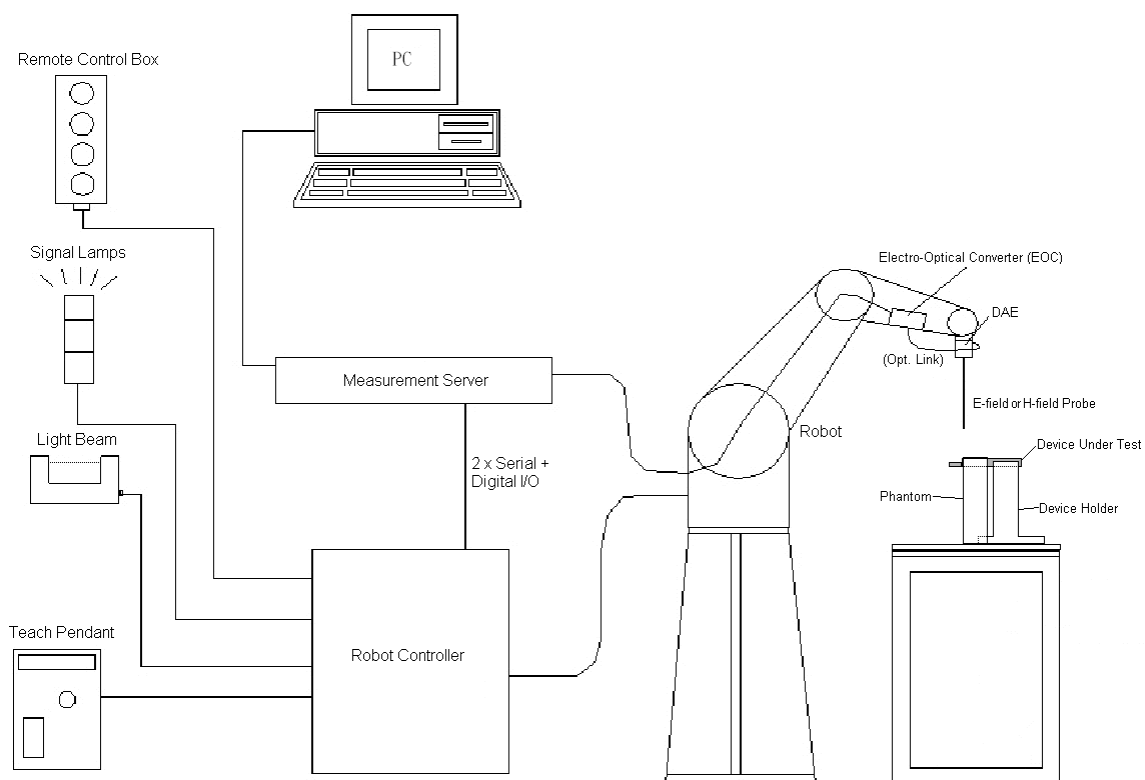 Remote Control Box
PC
Signal Lamps
Electro-Optical Converter (EOC)
DAE
(Opt. Link)
Measurement Server
E-field or H-field Probe
Light Beam
Robot
Device Under Test
2 x Serial +
Digital I/O
Phantom
Device Holder
Teach Pendant
Robot Controller